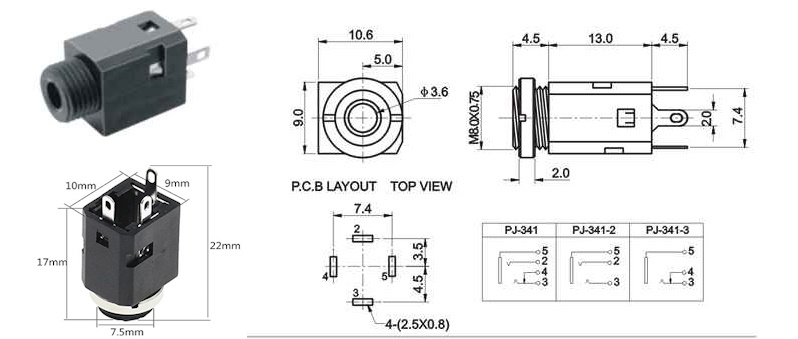 10.6
5.0
9.0
ϕ3.6
4.5
13.0
4.5
M8.0X0.75
2.0
7.4
2.0
10mm
9mm
17mm
22mm
7.5mm
P.C.B LAYOUT TOP VIEW
7.4
2
3.5
4
5
4.5
3
4-(2.5X0.8)
PJ-341 PJ-341-2 PJ-341-3
5 5 5
2 2
4 4
3 3 3